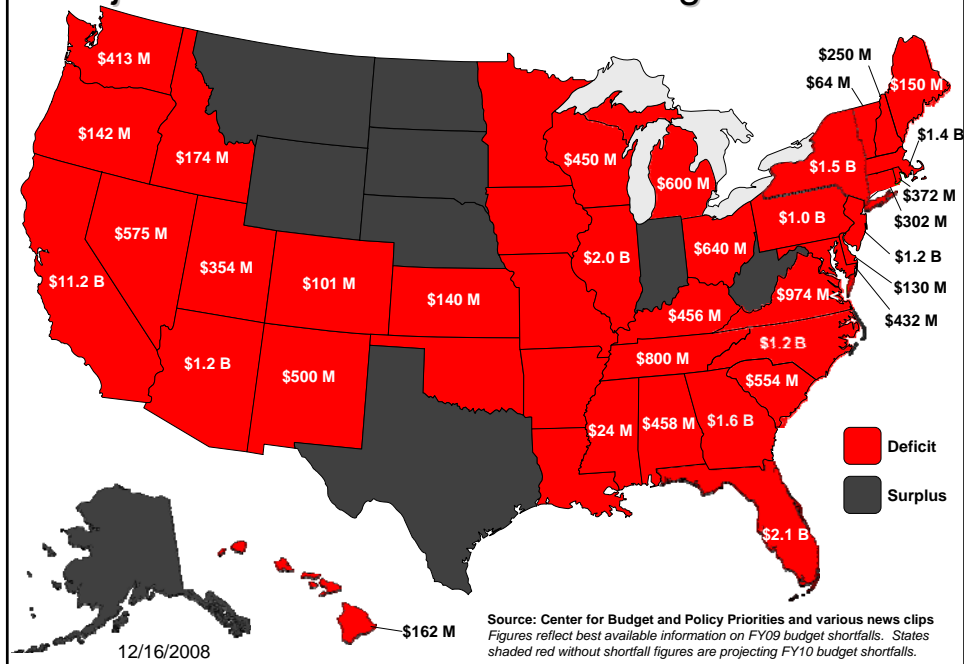 $413 M
$250 M
$64 M
$150 M
$142 M
$1.4 B
$174 M
$450 M
$1.5 B
$600 M
$372 M
$302 M
$575 M
$1.0 B
$354 M
$2.0 B
$640 M
$1.2 B
$11.2 B
$101 M
$130 M
$140 M
$974 M
$456 M
$432 M
$1.2 B
$1.2 B
$500 M
$800 M
$554 M
$24 M
$458 M
$1.6 B
Deficit
Surplus
$2.1 B
$162 M
12/16/2008
Source: Center for Budget and Policy Priorities and various news clips
Figures reflect best available information on FY09 budget shortfalls. States
shaded red without shortfall figures are projecting FY10 budget shortfalls.